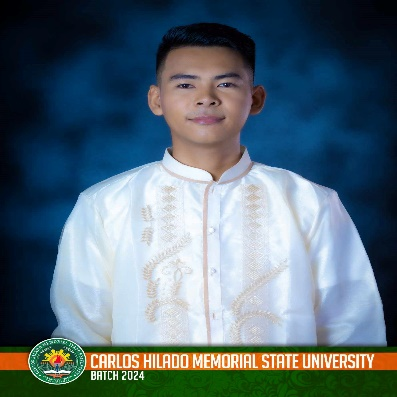 CARLOS HILADO MEMORIAL STATE UNIVERSITY
BATCH 2024